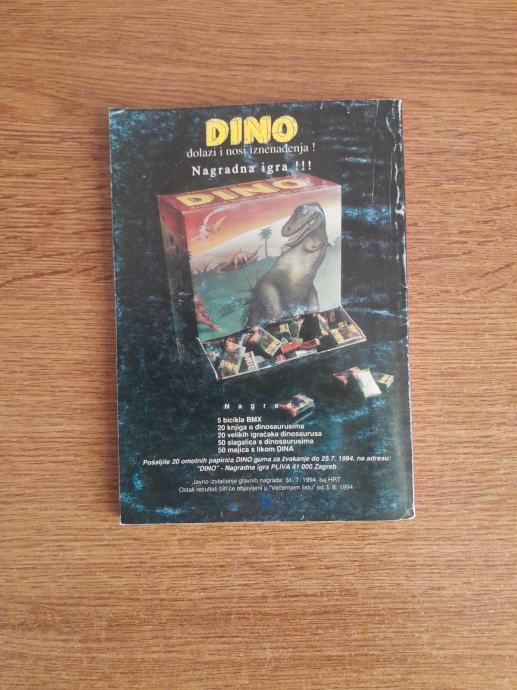 DINO
dolazi i nosi iznenađenja !
Nagradna igra !!!
DINO
Nagrad
5 bicikla BMX
20 knjiga o dinosaurusima
20 velikih igračaka dinosaurusa
50 slagalica s dinosaurusima
50 majica s likom DINA
Pošaljite 20 omotnih papirića DINO guma za žvakanje do 25.7. 1994. na adresu:
"DINO" - Nagradna igra PLIVA 41 000 Zagreb
Javno izvlačenje glavnih nagrada: 31. 7. 1994. na HRT
Ostali rezultati bit će objavljeni u "Večernjem listu" od 3. 8. 1994.